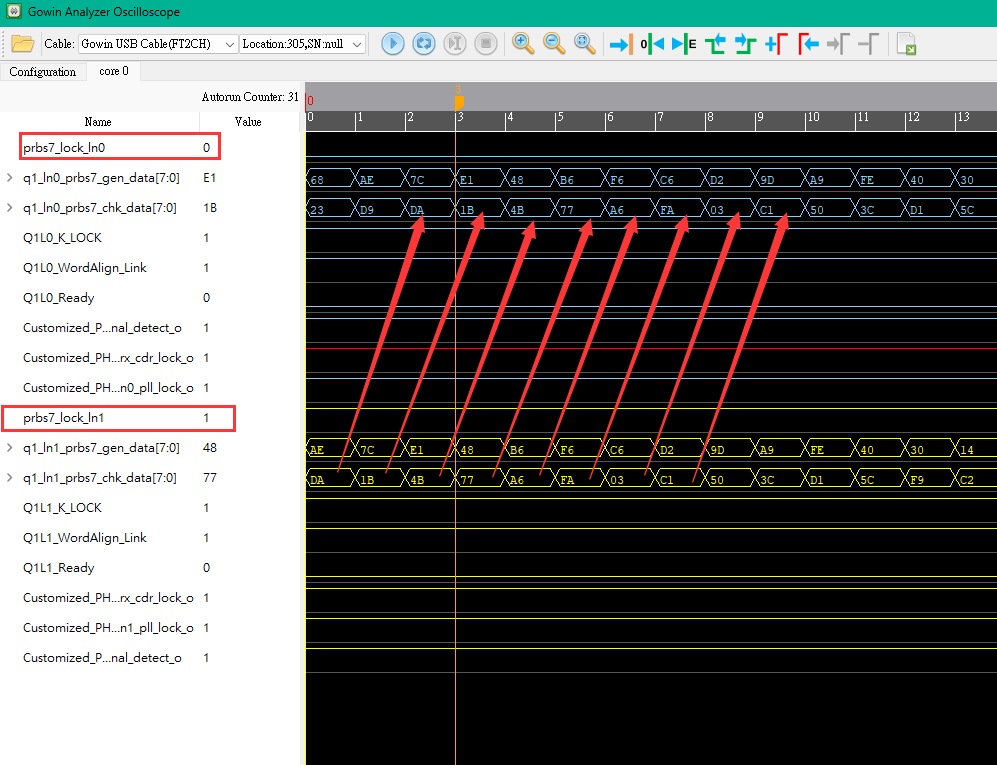 Gowin Analyzer Oscilloscope
Cable: Gowin USB Cable(FT2CH) Location:305,SN:null
Configuration core 0
Autorun Counter: 31 0 3
Name Value 0 1 2 3 4 5 6 7 8 9 10 11 12 13
prbs7_lock_ln0 0
q1_ln0_prbs7_gen_data[7:0] E1 68 AE 7C E1 48 B6 F6 C6 D2 9D A9 FE 40 30
q1_ln0_prbs7_chk_data[7:0] 1B 23 D9 DA 1B 4B 77 A6 FA 03 C1 50 3C D1 5C
Q1L0_K_LOCK 1
Q1L0_WordAlign_Link 1
Q1L0_Ready 0
Customized_P...nal_detect_o 1
Customized_PH...rx_cdr_lock_o 1
Customized_PH...n0_pll_lock_o 1
prbs7_lock_ln1 1
q1_ln1_prbs7_gen_data[7:0] 48 AE 7C E1 48 B6 F6 C6 D2 9D A9 FE 40 30 14
q1_ln1_prbs7_chk_data[7:0] 77 DA 1B 4B 77 A6 FA 03 C1 50 3C D1 5C F9 C2
Q1L1_K_LOCK 1
Q1L1_WordAlign_Link 1
Q1L1_Ready 0
Customized_PH...rx_cdr_lock_o 1
Customized_PH...n1_pll_lock_o 1
Customized_P...nal_detect_o 1